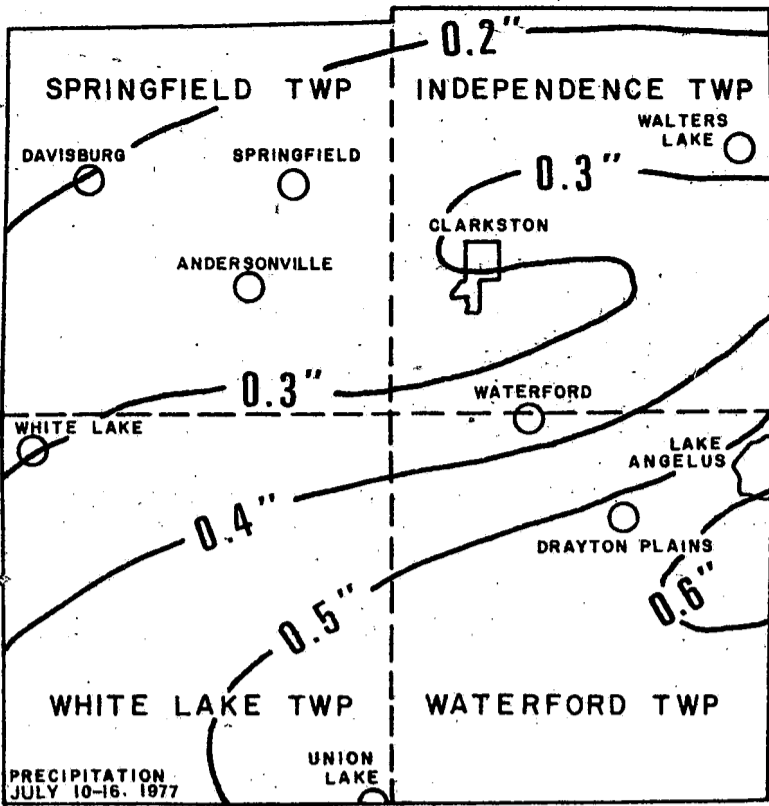 0.2"
SPRINGFIELD TWP
INDEPENDENCE TWP
WALTERS
LAKE
DAVISBURG
SPRINGFIELD
0.3"
CLARKSTON
ANDERSONVILLE
0.3"
WATERFORD
WHITE LAKE
LAKE
ANGELUS
0.4"
DRAYTON PLAINS
0.5"
0.6"
WHITE LAKE TWP
WATERFORD TWP
UNION
LAKE
PRECIPITATION
JULY 10-16, 1977